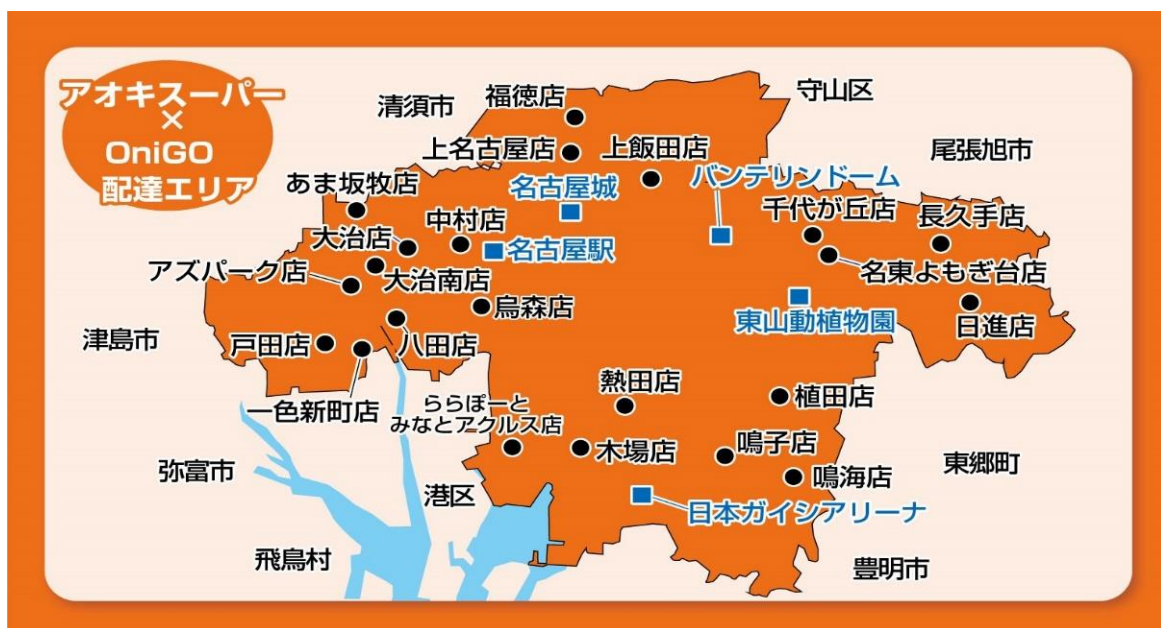 アオキスーパー
×
OniGO
配達エリア
清須市
福徳店
守山区
上名古屋店
上飯田店
尾張旭市
あま坂牧店
名古屋城
バンテリンドーム
中村店
千代が丘店
長久手店
大治店
名古屋駅
アズパーク店
大治南店
名東よもぎ台店
烏森店
東山動植物園
日進店
津島市
戸田店
八田店
熱田店
植田店
一色新町店
ららぽーと
みなとアクルス店
木場店
鳴子店
弥富市
港区
鳴海店
東郷町
日本ガイシアリーナ
飛島村
豊明市